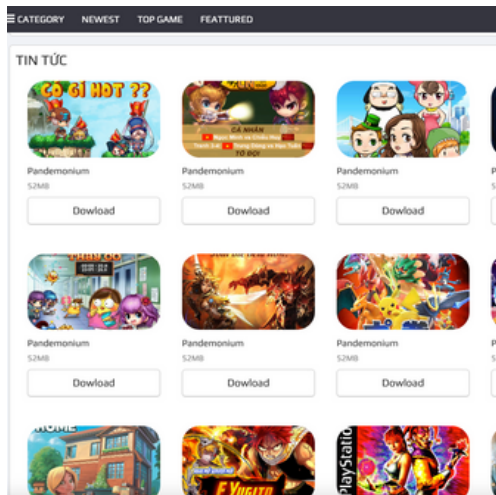 CATEGORY NEWEST TOP GAME FEATTURED
TIN TỨC
CÓ GÌ HOT ??
CÁ NHÂN
TỔ ĐỘI
Pandemonium Pandemonium Pandemonium
52MB 52MB 52MB
Dowload Dowload Dowload
Pandemonium Pandemonium Pandemonium
52MB 52MB 52MB
Dowload Dowload Dowload
HOME
PlayStatio